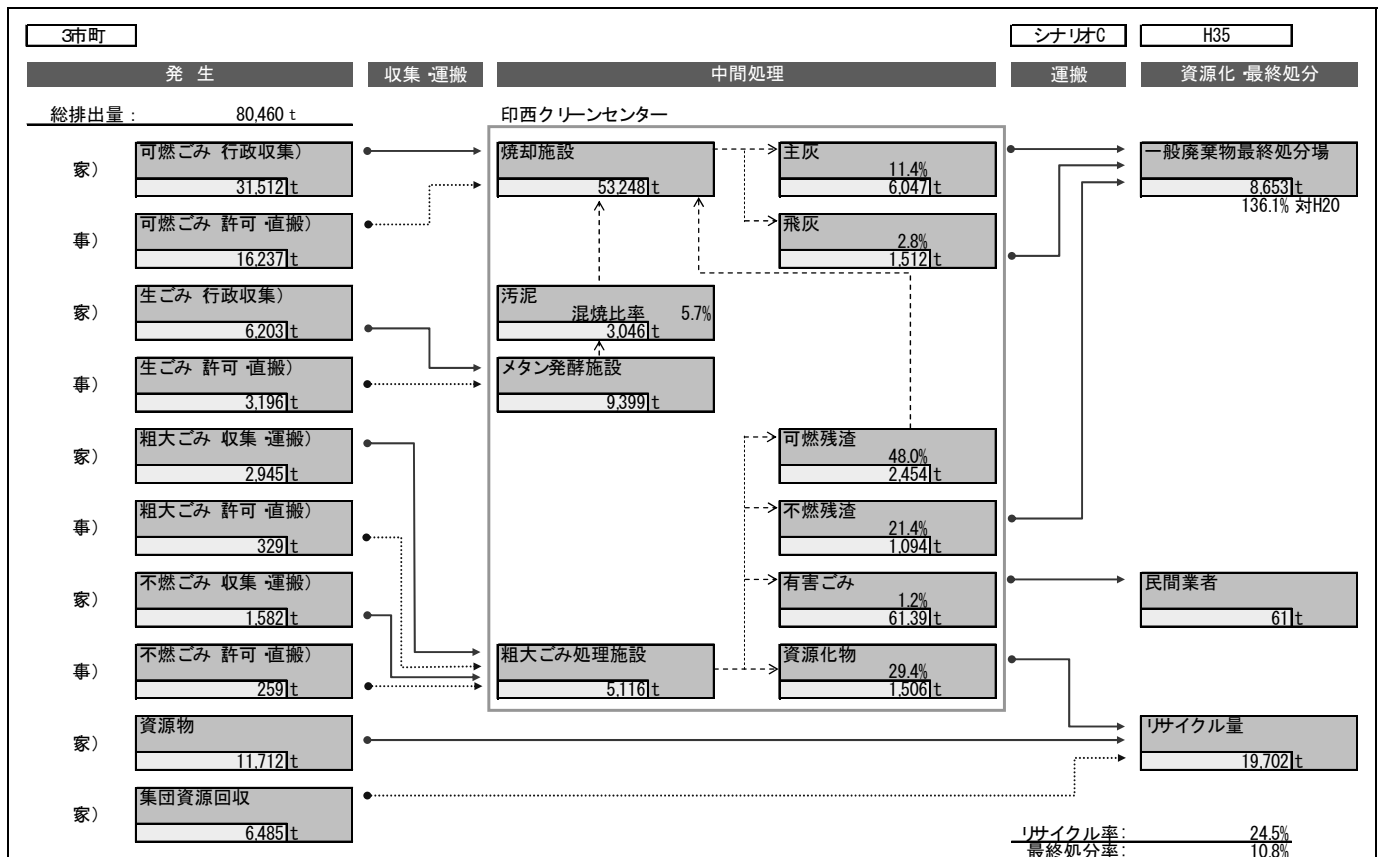 3市町 シナリオC H35
発 生 収集・運搬 中間処理 運搬 資源化・最終処分
総排出量: 80,460 t 印西クリーンセンター
家) 可燃ごみ 行政収集) 31,512 t
焼却施設 53,248 t
主灰 11.4% 6,047 t
一般廃棄物最終処分場 8,653 t
136.1% 対H20
事) 可燃ごみ 許可・直搬) 16,237 t
飛灰 2.8% 1,512 t
家) 生ごみ 行政収集) 6,203 t
汚泥 混焼比率 5.7% 3,046 t
事) 生ごみ 許可・直搬) 3,196 t
メタン発酵施設 9,399 t
家) 粗大ごみ 収集・運搬) 2,945 t
可燃残渣 48.0% 2,454 t
事) 粗大ごみ 許可・直搬) 329 t
不燃残渣 21.4% 1,094 t
家) 不燃ごみ 収集・運搬) 1,582 t
有害ごみ 1.2% 61.39 t
民間業者 61 t
事) 不燃ごみ 許可・直搬) 259 t
粗大ごみ処理施設 5,116 t
資源化物 29.4% 1,506 t
家) 資源物 11,712 t
リサイクル量 19,702 t
家) 集団資源回収 6,485 t
リサイクル率: 24.5%
最終処分率: 10.8%